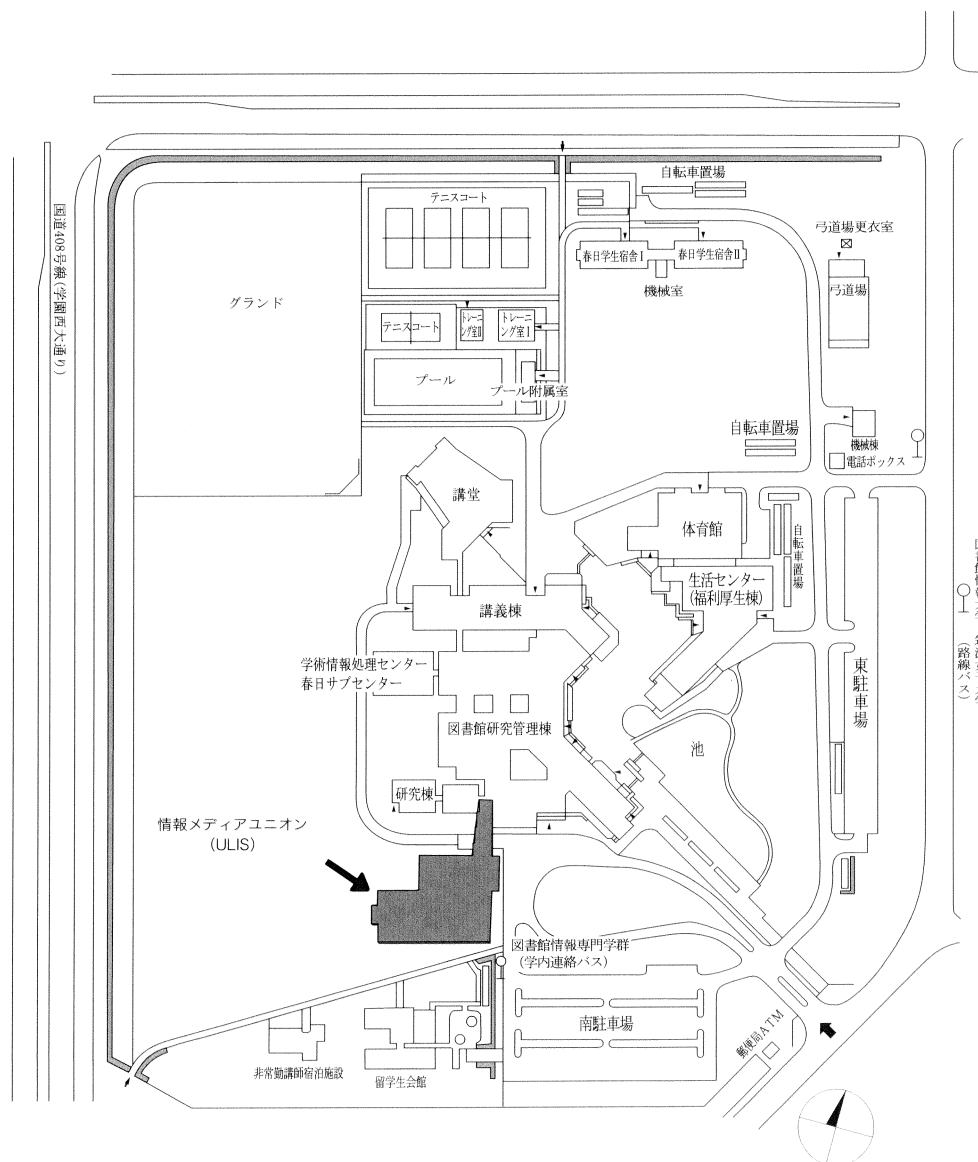 自転車置場
テニスコート
弓道場更衣室
春日学生宿舎Ⅰ
春日学生宿舎Ⅱ
機械室
弓道場
国道408号線(学園西大通り)
グランド
トレーニ
ング室Ⅱ
トレーニ
ング室Ⅰ
テニスコート
プール
プール附属室
自転車置場
機械棟
電話ボックス
講堂
体育館
自転車置場
生活センター
(福利厚生棟)
講義棟
(路線バス)
学術情報処理センター
春日サブセンター
東駐車場
図書館研究管理棟
池
研究棟
情報メディアユニオン
(ULIS)
図書館情報専門学群
(学内連絡バス)
南駐車場
郵便局ATM
非常勤講師宿泊施設
留学生会館